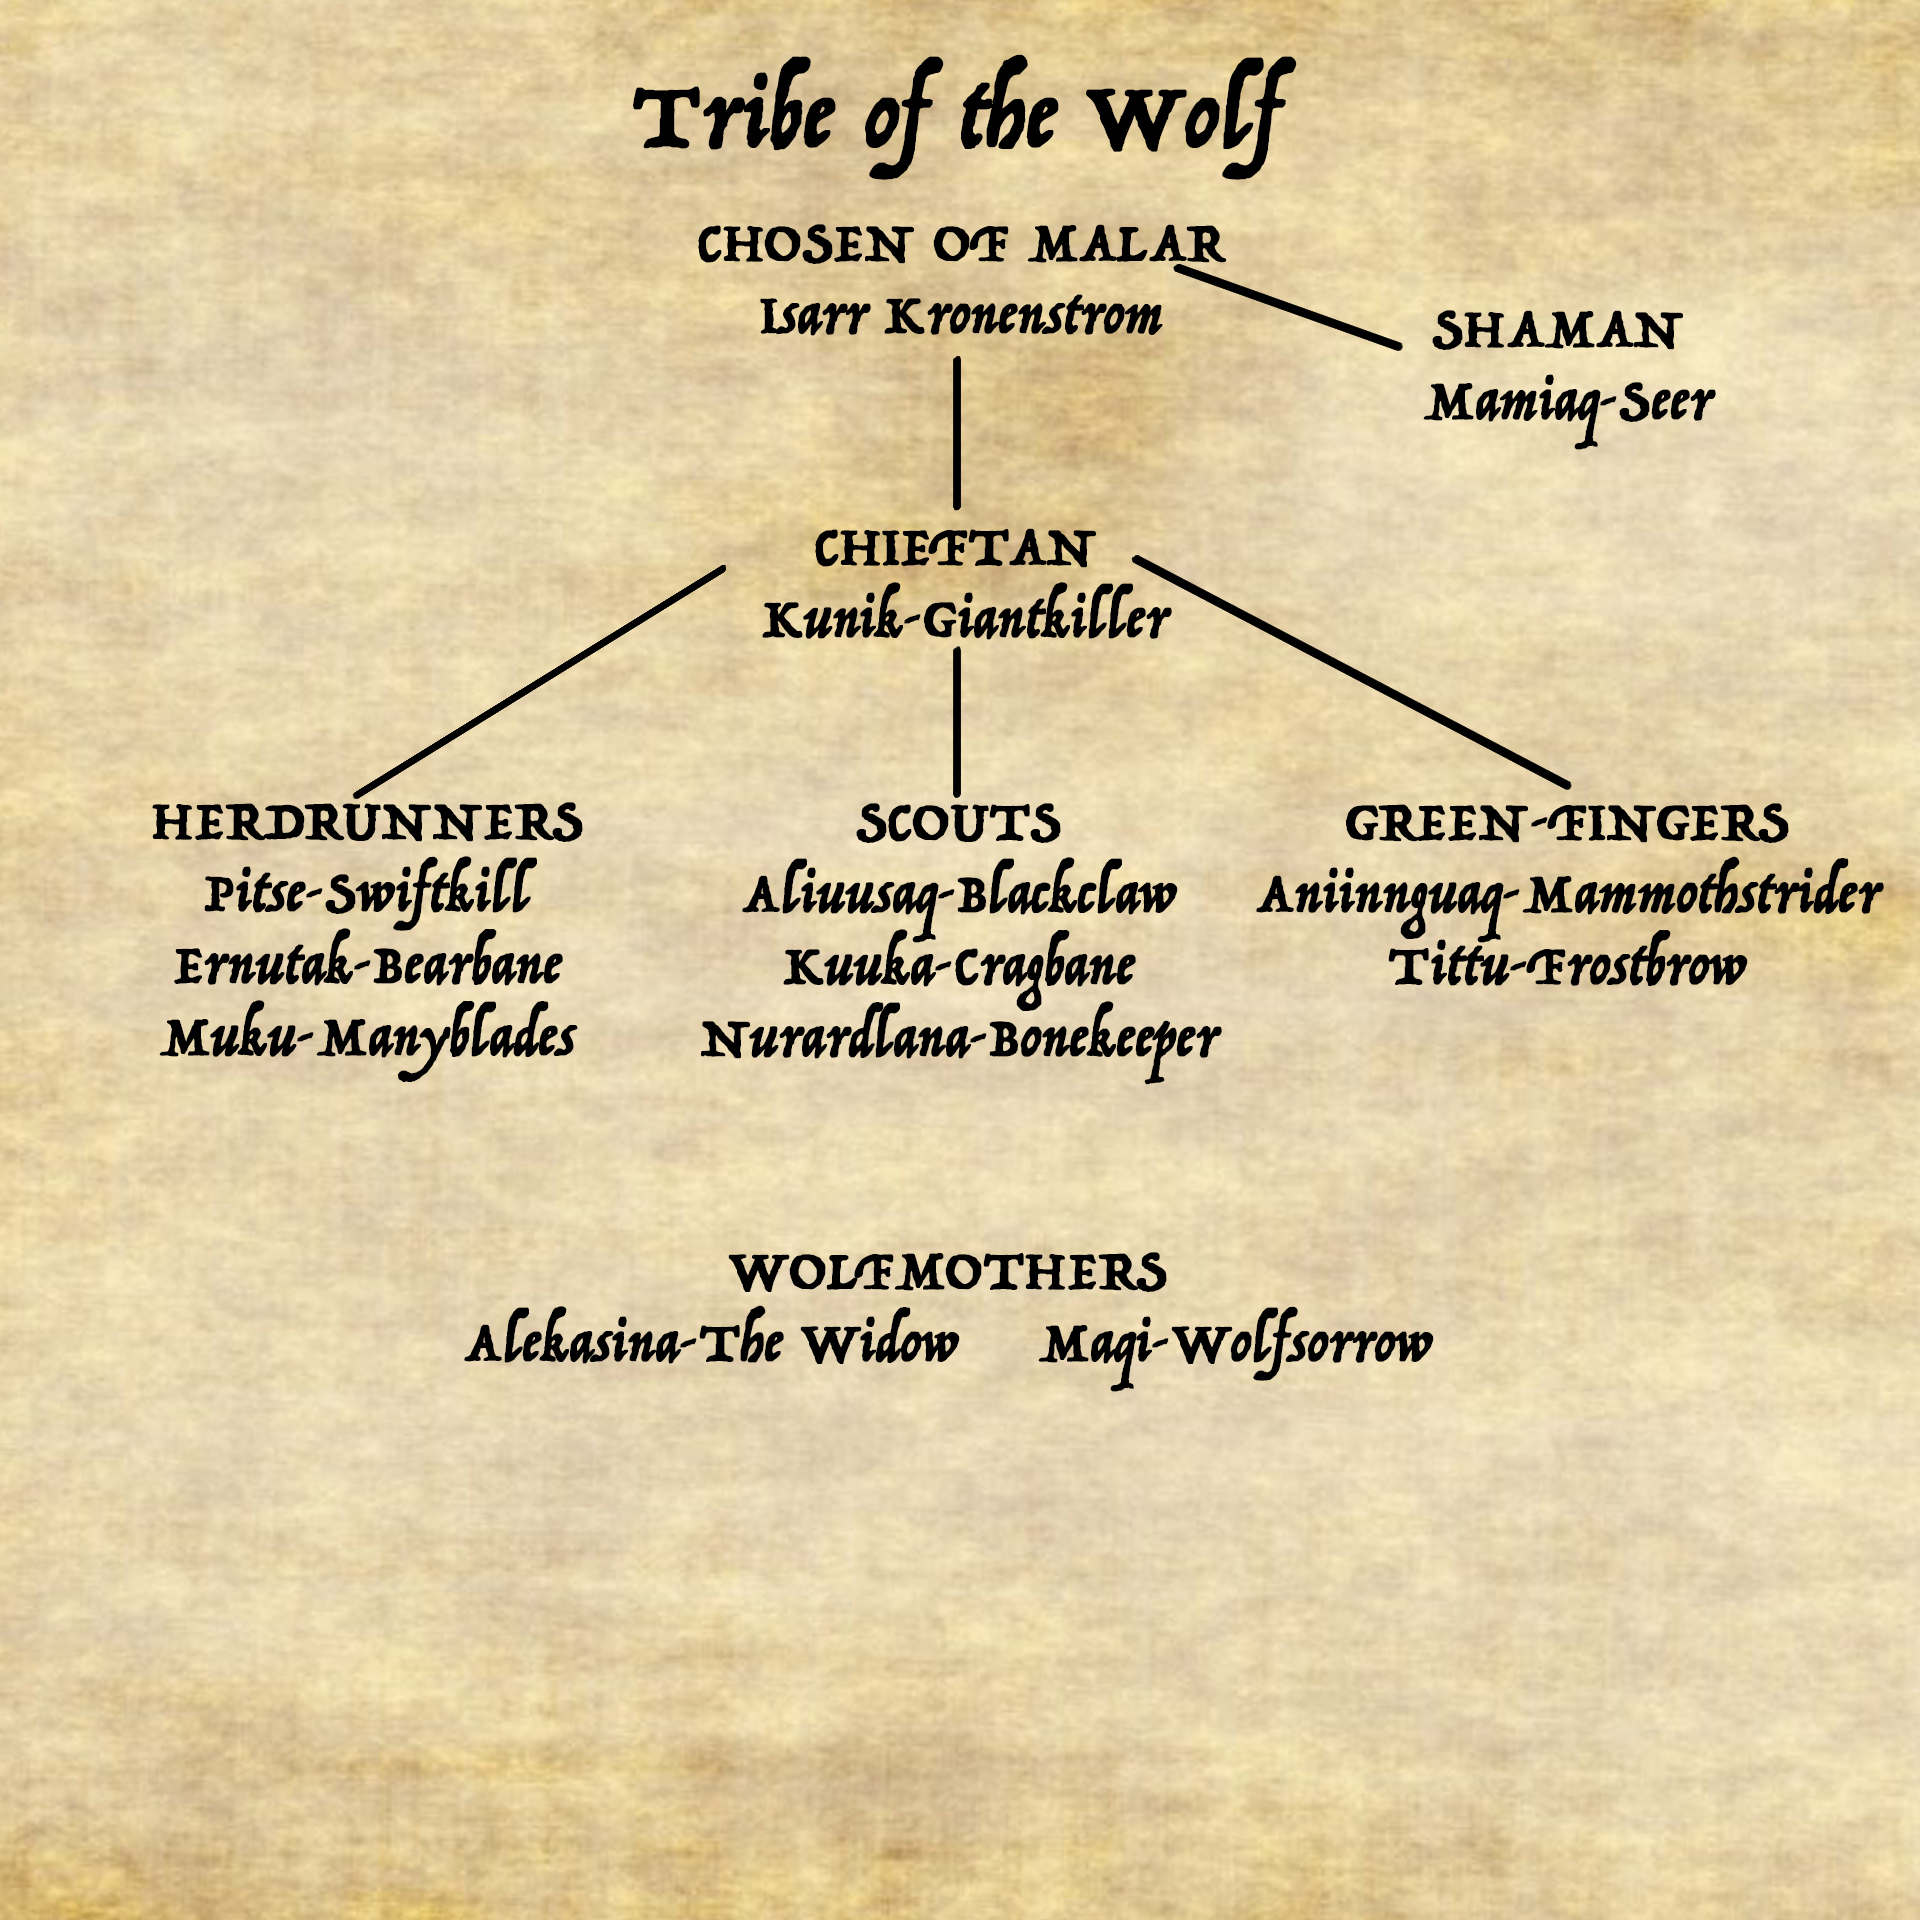 Tribe of the Wolf
CHOSEN OF MALAR
Isarr Kronenstrom
SHAMAN
Mamiaq-Seer
CHIEFTAN
Kunik-Giantkiller
HERDRUNNERS
Pitse-Swiftkill
Ernutak-Bearbane
Muku-Manyblades
SCOUTS
Aliuusaq-Blackclaw
Kuuka-Cragbane
Nurardlana-Bonekeeper
GREEN-FINGERS
Aniinnguaq-Mammothstrider
Tittu-Frostbrow
WOLFMOTHERS
Alekasina-The Widow Maqi-Wolfsorrow